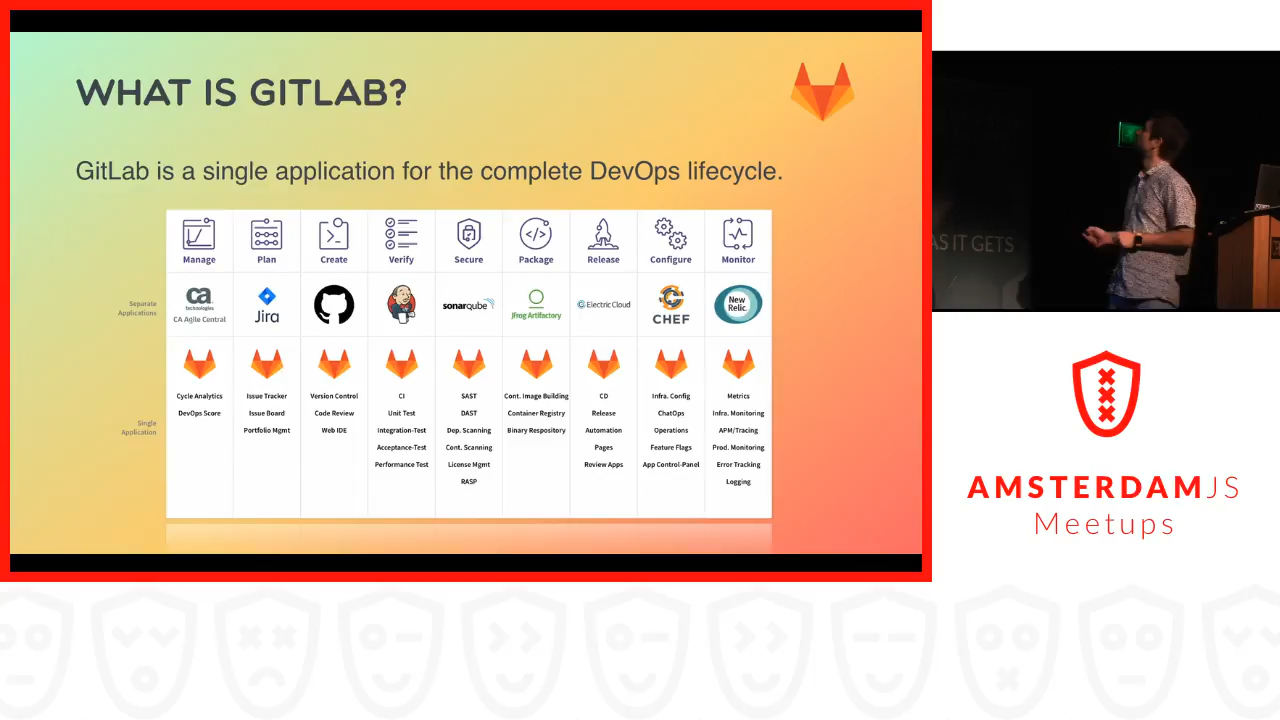 WHAT IS GITLAB?
GitLab is a single application for the complete DevOps lifecycle.
Manage Plan Create Verify Secure Package Release Configure Monitor
Separate
Applications
ca
technologies
CA Agile Central
Jira
sonarqube
JFrog Artifactory
Electric Cloud
CHEF
New
Relic.
Single
Application
Cycle Analytics
DevOps Score
Issue Tracker
Issue Board
Portfolio Mgmt
Version Control
Code Review
Web IDE
CI
Unit Test
Integration-Test
Acceptance-Test
Performance Test
SAST
DAST
Dep. Scanning
Cont. Scanning
License Mgmt
RASP
Cont. Image Building
Container Registry
Binary Respository
CD
Release
Automation
Pages
Review Apps
Infra. Config
ChatOps
Operations
Feature Flags
App Control-Panel
Metrics
Infra. Monitoring
APM/Tracing
Prod. Monitoring
Error Tracking
Logging
AS IT GETS
AMSTERDAMJS
Meetups